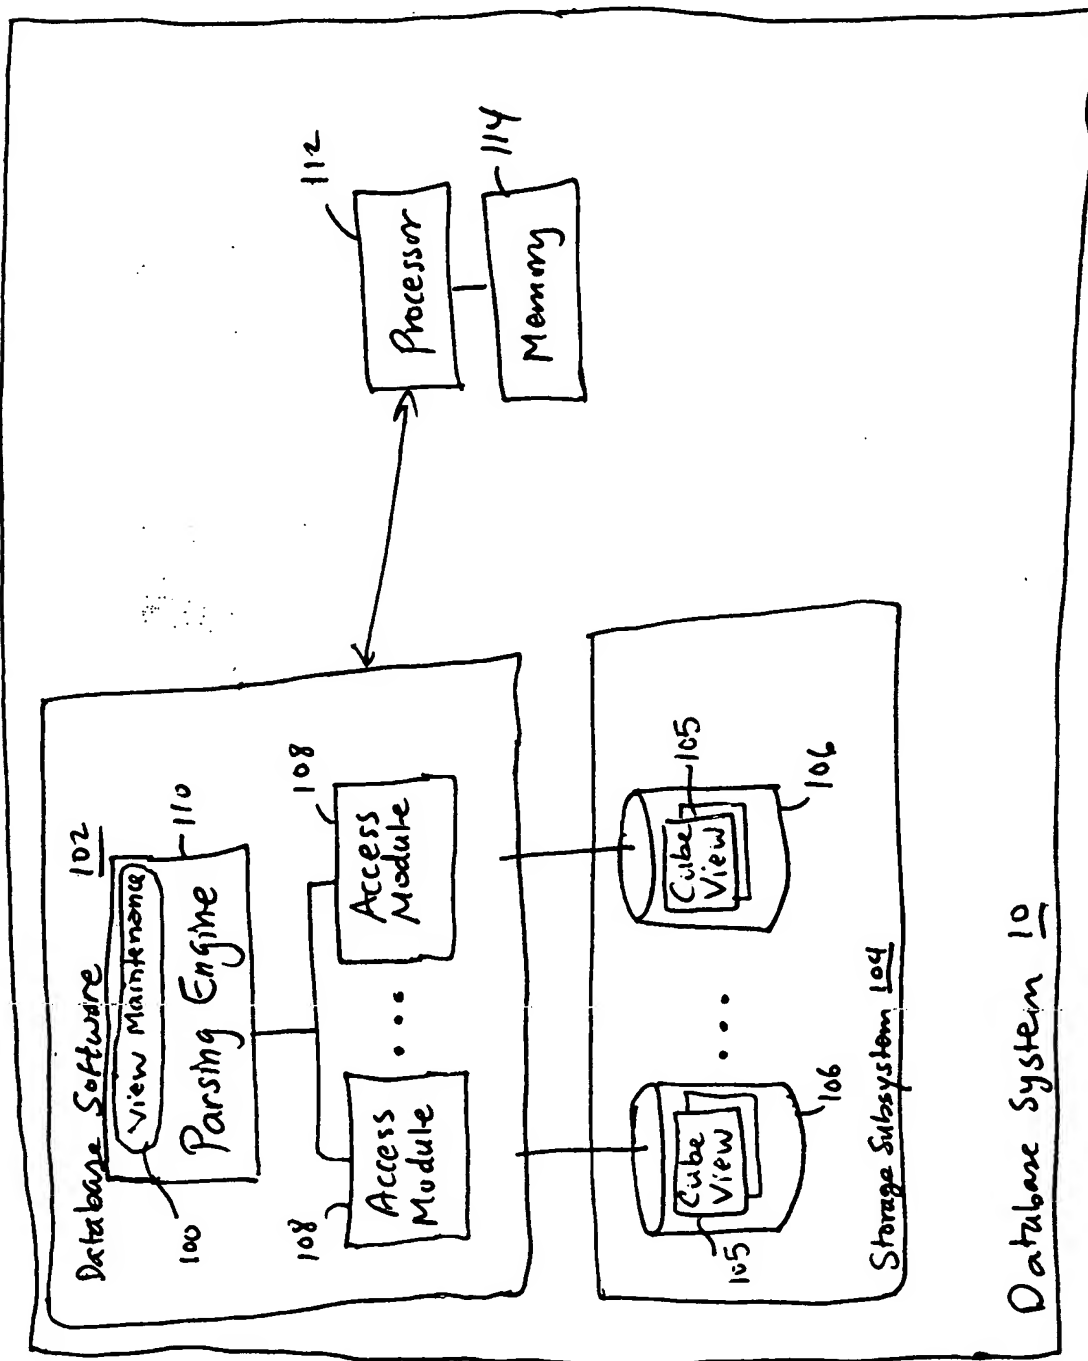 Database Software 102
View Maintenance
100
Parsing Engine
110
108
Access
Module
...
108
Access
Module
112
Processor
114
Memory
Cube
View
105
106
...
Cube
View
105
106
Storage Subsystem 104
Database System 10